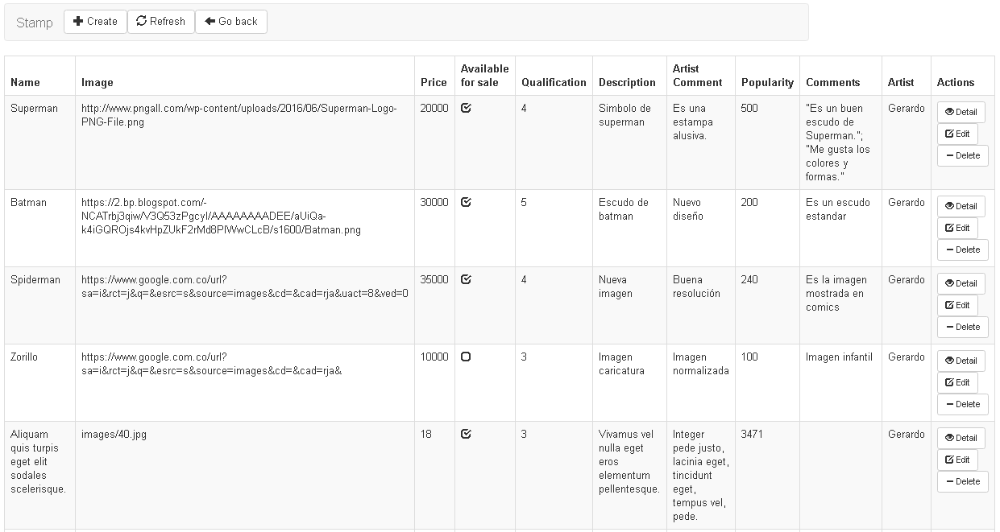 Stamp Create Refresh Go back
Name Image Price Available for sale Qualification Description Artist Comment Popularity Comments Artist Actions
Superman http://www.pngall.com/wp-content/uploads/2016/06/Superman-Logo-PNG-File.png 20000 4 Simbolo de superman Es una estampa alusiva. 500 "Es un buen escudo de Superman."; "Me gusta los colores y formas." Gerardo Detail Edit Delete
Batman https://2.bp.blogspot.com/-NCATrbj3qiw/V3Q53zPgcyI/AAAAAAAADEE/aUiQa-k4iGQROjs4kvHpZUkF2rMd8PlWwCLcB/s1600/Batman.png 30000 5 Escudo de batman Nuevo diseño 200 Es un escudo estandar Gerardo Detail Edit Delete
Spiderman https://www.google.com.co/url?sa=i&rct=j&q=&esrc=s&source=images&cd=&cad=rja&uact=8&ved=0 35000 4 Nueva imagen Buena resolución 240 Es la imagen mostrada en comics Gerardo Detail Edit Delete
Zorillo https://www.google.com.co/url?sa=i&rct=j&q=&esrc=s&source=images&cd=&cad=rja& 10000 3 Imagen caricatura Imagen normalizada 100 Imagen infantil Gerardo Detail Edit Delete
Aliquam quis turpis eget elit sodales scelerisque. images/40.jpg 18 3 Vivamus vel nulla eget eros elementum pellentesque. Integer pede justo, lacinia eget, tincidunt eget, tempus vel, pede. 3471 Gerardo Detail Edit Delete